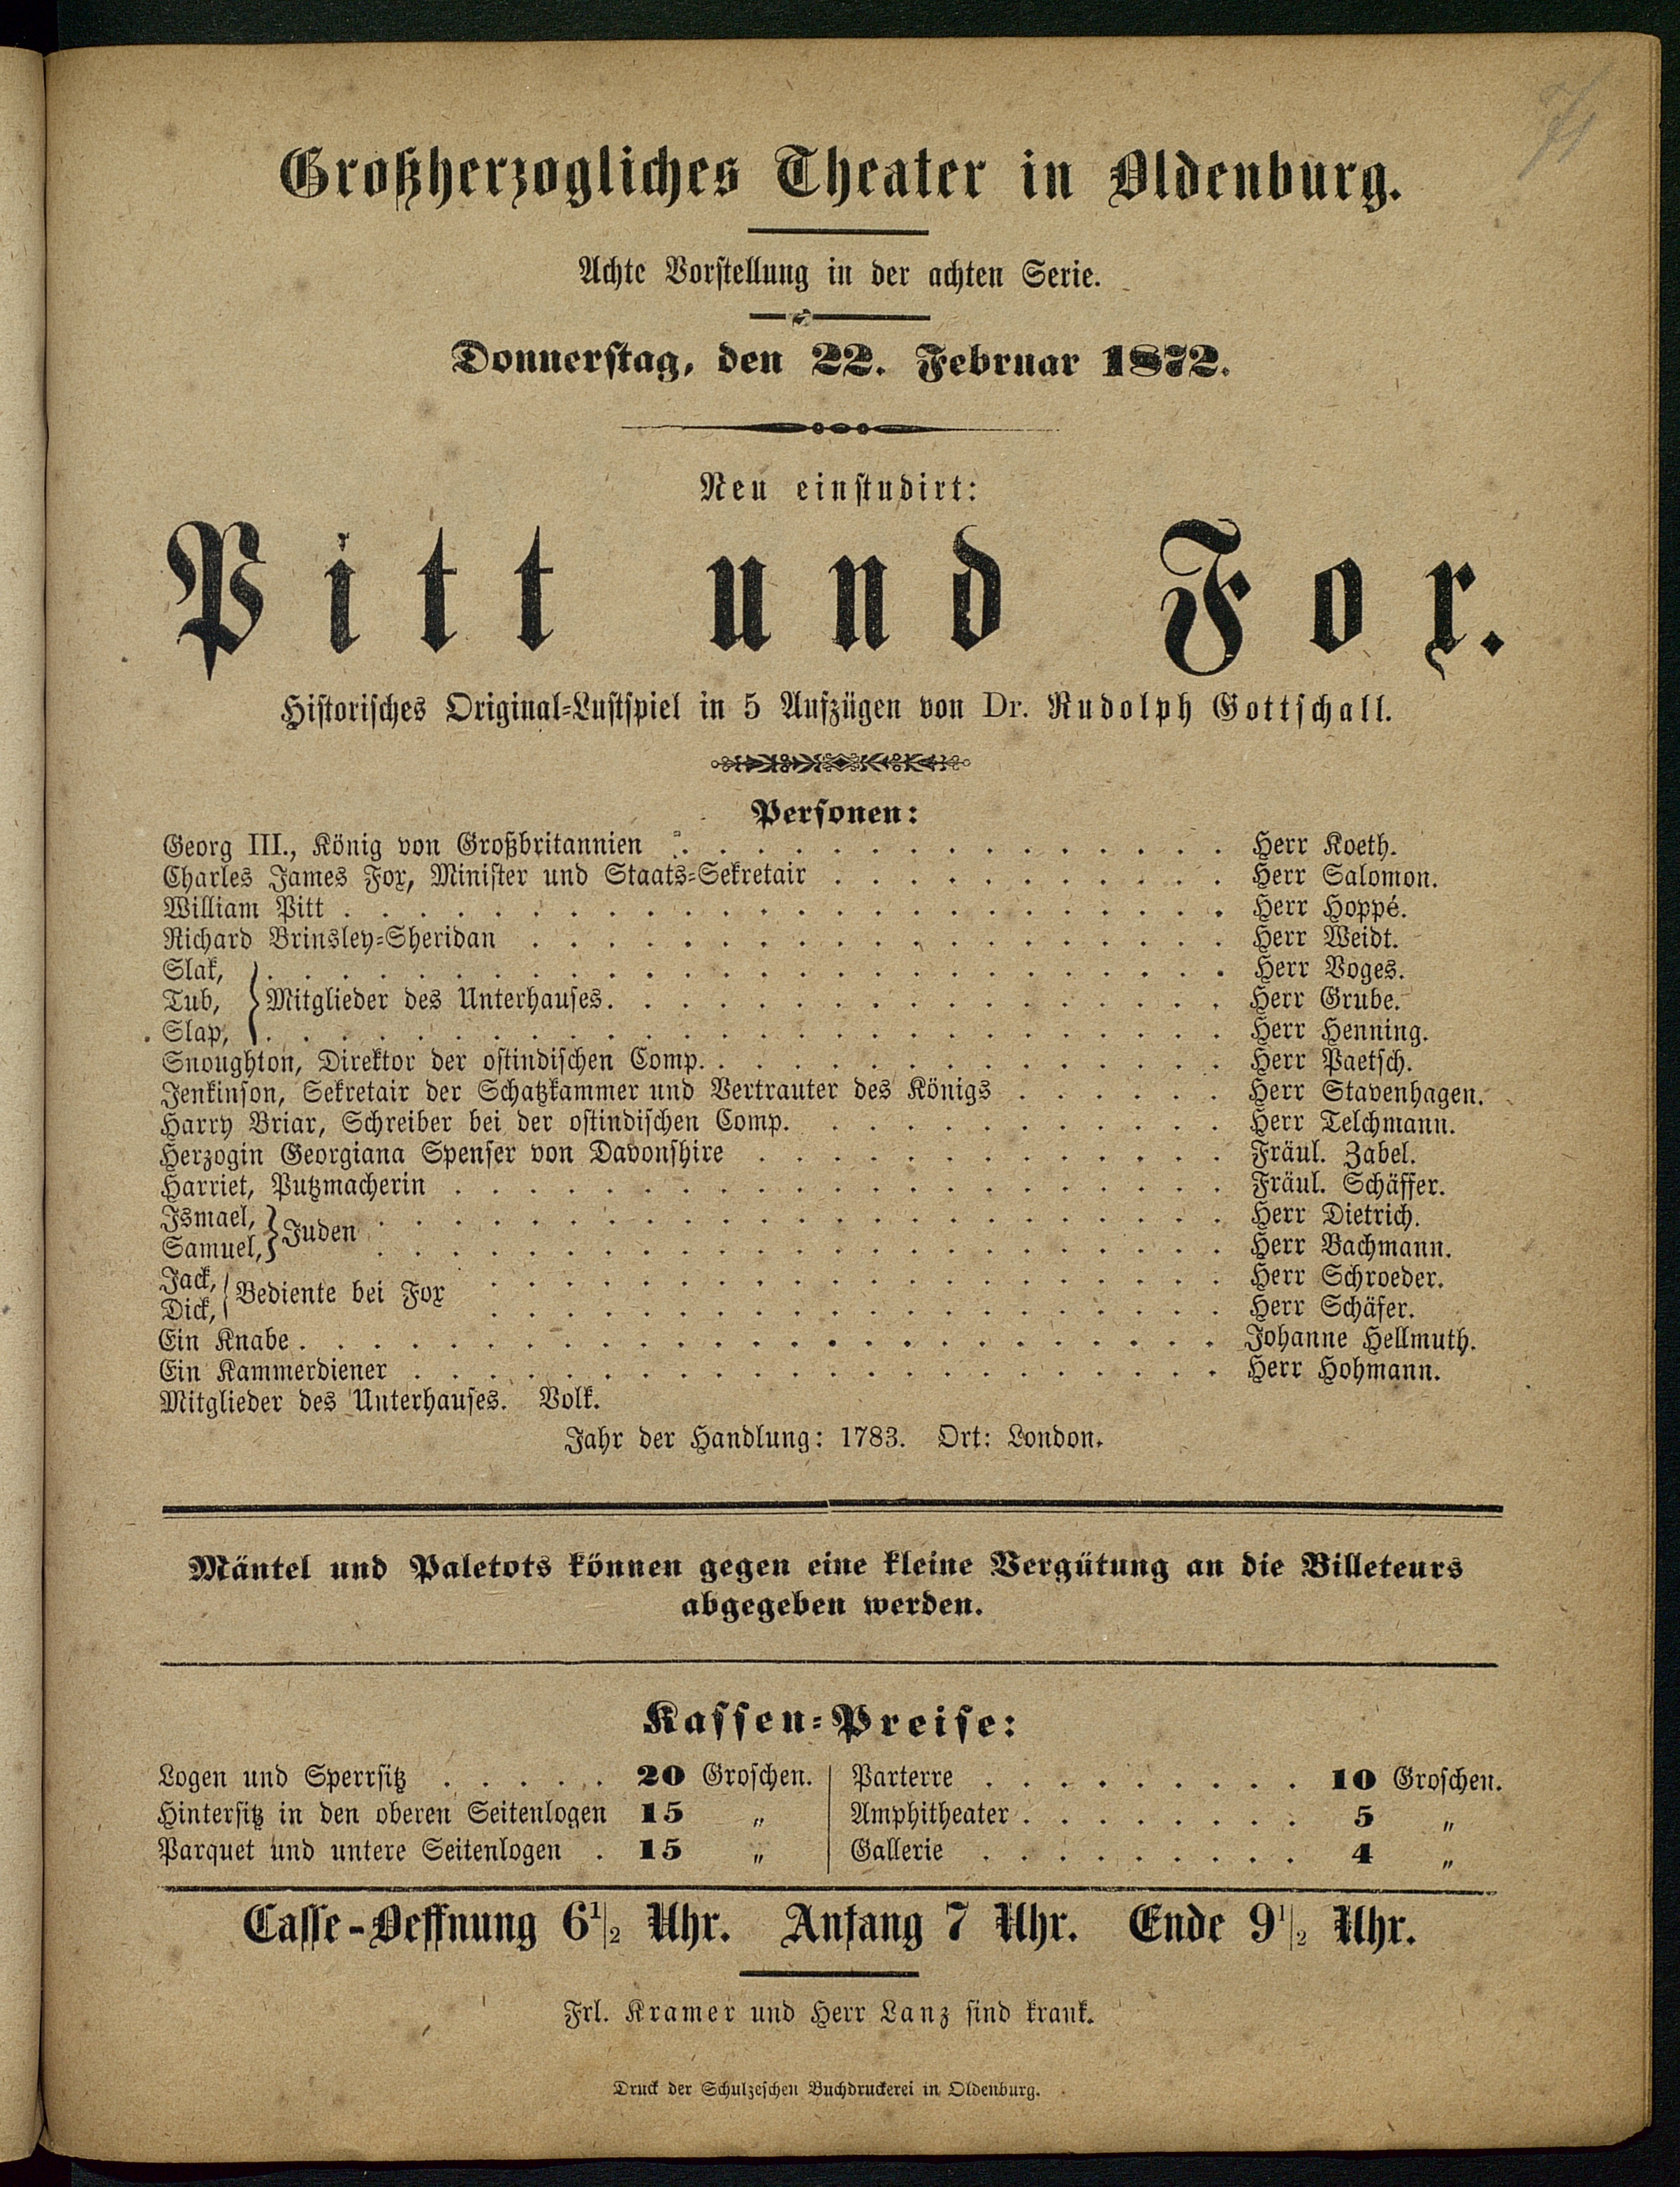 71
Großherzogliches Theater in Oldenburg.
Achte Vorstellung in der achten Serie.
Donnerstag, den 22. Februar 1872.
Neu einstudirt:
Pitt und Fox.
Historisches Original-Lustspiel in 5 Aufzügen von Dr. Rudolph Gottschall.
Personen:
Georg III., König von Großbritannien . . . . . . . . . . . . . . . Herr Koeth.
Charles James Fox, Minister und Staats-Sekretair . . . . . . . . . . . Herr Salomon.
William Pitt . . . . . . . . . . . . . . . . . . . . . . . . Herr Hoppé.
Richard Brinsley-Sheridan . . . . . . . . . . . . . . . . . . . Herr Weidt.
Slak, . . . . . . . . . . . . . . . . . . . . . . . . . . Herr Voges.
Tub, } Mitglieder des Unterhauses. . . . . . . . . . . . . . . . . Herr Grube.
Slap, . . . . . . . . . . . . . . . . . . . . . . . . . . Herr Henning.
Snoughton, Direktor der ostindischen Comp. . . . . . . . . . . . . . . Herr Paetsch.
Jenkinson, Sekretair der Schatzkammer und Vertrauter des Königs . . . . . . Herr Stavenhagen.
Harry Briar, Schreiber bei der ostindischen Comp. . . . . . . . . . . . Herr Telchmann.
Herzogin Georgiana Spenser von Davonshire . . . . . . . . . . . . . Fräul. Zabel.
Harriet, Putzmacherin . . . . . . . . . . . . . . . . . . . . . Fräul. Schäffer.
Ismael, } Juden . . . . . . . . . . . . . . . . . . . . . . . Herr Dietrich.
Samuel, . . . . . . . . . . . . . . . . . . . . . . . Herr Bachmann.
Jack, { Bediente bei Fox . . . . . . . . . . . . . . . . . . . . Herr Schroeder.
Dick, . . . . . . . . . . . . . . . . . . . . Herr Schäfer.
Ein Knabe . . . . . . . . . . . . . . . . . . . . . . . . . Johanne Hellmuth.
Ein Kammerdiener . . . . . . . . . . . . . . . . . . . . . . Herr Hohmann.
Mitglieder des Unterhauses. Volk.
Jahr der Handlung: 1783. Ort: London.
Mäntel und Paletots können gegen eine kleine Vergütung an die Billeteurs
abgegeben werden.
Kassen-Preise:
Logen und Sperrsitz . . . . . 20 Groschen. | Parterre . . . . . . . . . 10 Groschen.
Hintersitz in den oberen Seitenlogen 15 „ | Amphitheater . . . . . . . . 5 „
Parquet und untere Seitenlogen . 15 „ | Gallerie . . . . . . . . . 4 „
Casse-Oeffnung 6½ Uhr. Anfang 7 Uhr. Ende 9½ Uhr.
Frl. Kramer und Herr Lanz sind krank.
Druck der Schulzeschen Buchdruckerei in Oldenburg.